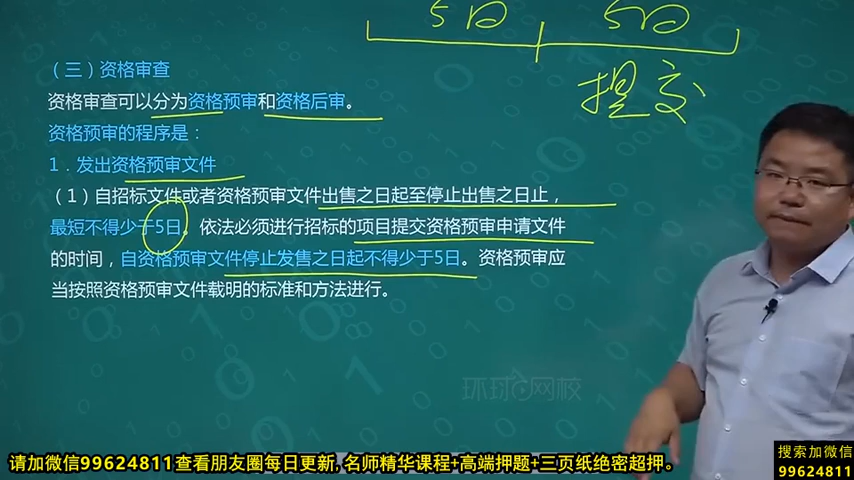 5日 5日
提交
（三）资格审查
资格审查可以分为资格预审和资格后审。
资格预审的程序是：
1．发出资格预审文件
（1）自招标文件或者资格预审文件出售之日起至停止出售之日止，
最短不得少于5日。依法必须进行招标的项目提交资格预审申请文件
的时间，自资格预审文件停止发售之日起不得少于5日。资格预审应
当按照资格预审文件载明的标准和方法进行。
环球网校
请加微信99624811查看朋友圈每日更新,名师精华课程+高端押题+三页纸绝密超押。
搜索加微信
99624811